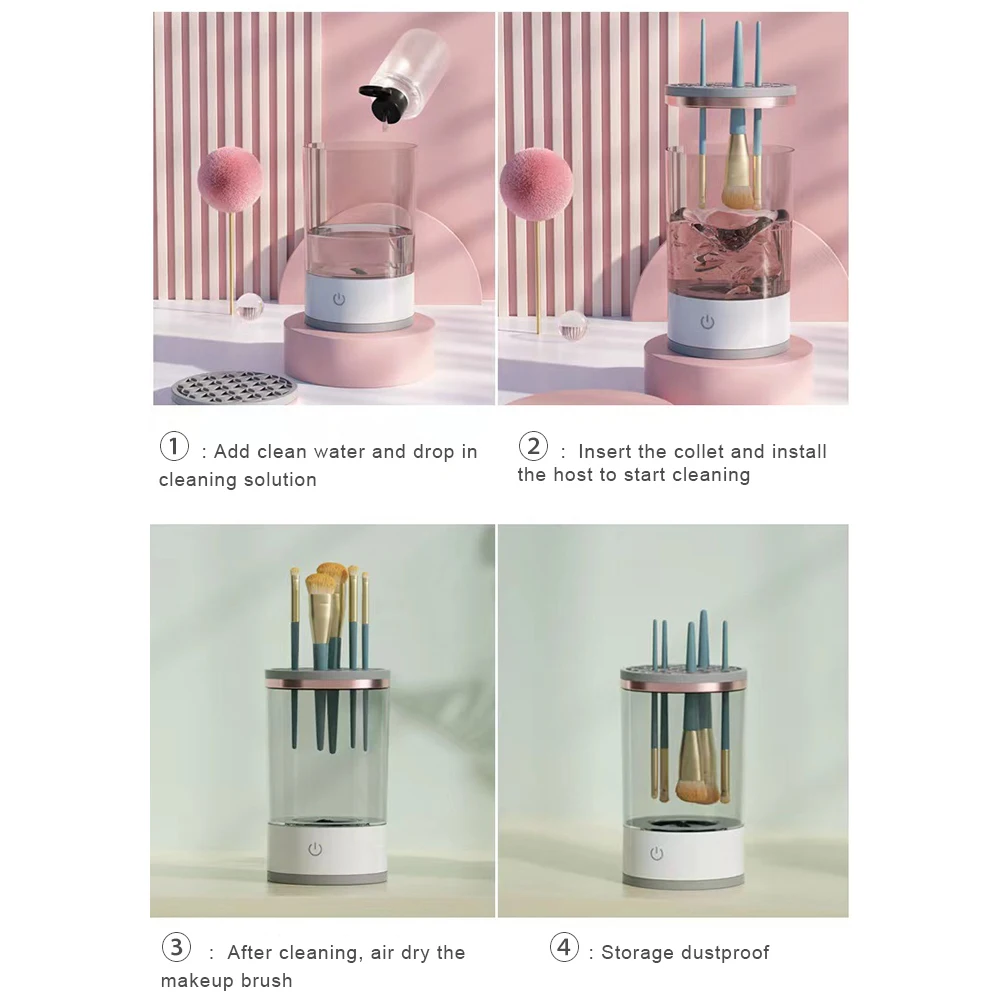 1 : Add clean water and drop in
cleaning solution
2 : Insert the collet and install
the host to start cleaning
3 : After cleaning, air dry the
makeup brush
4 : Storage dustproof